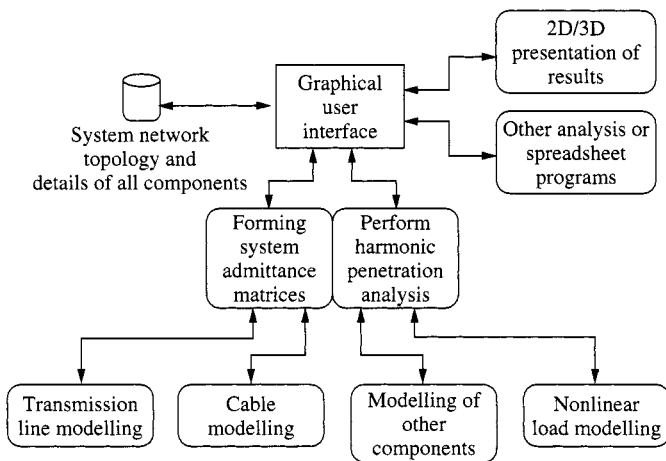 2D/3D
presentation of
results
Graphical
user
interface
System network
topology and
details of all components
Other analysis or
spreadsheet
programs
Forming
system
admittance
matrices
Perform
harmonic
penetration
analysis
Transmission
line modelling
Cable
modelling
Modelling of
other
components
Nonlinear
load modelling